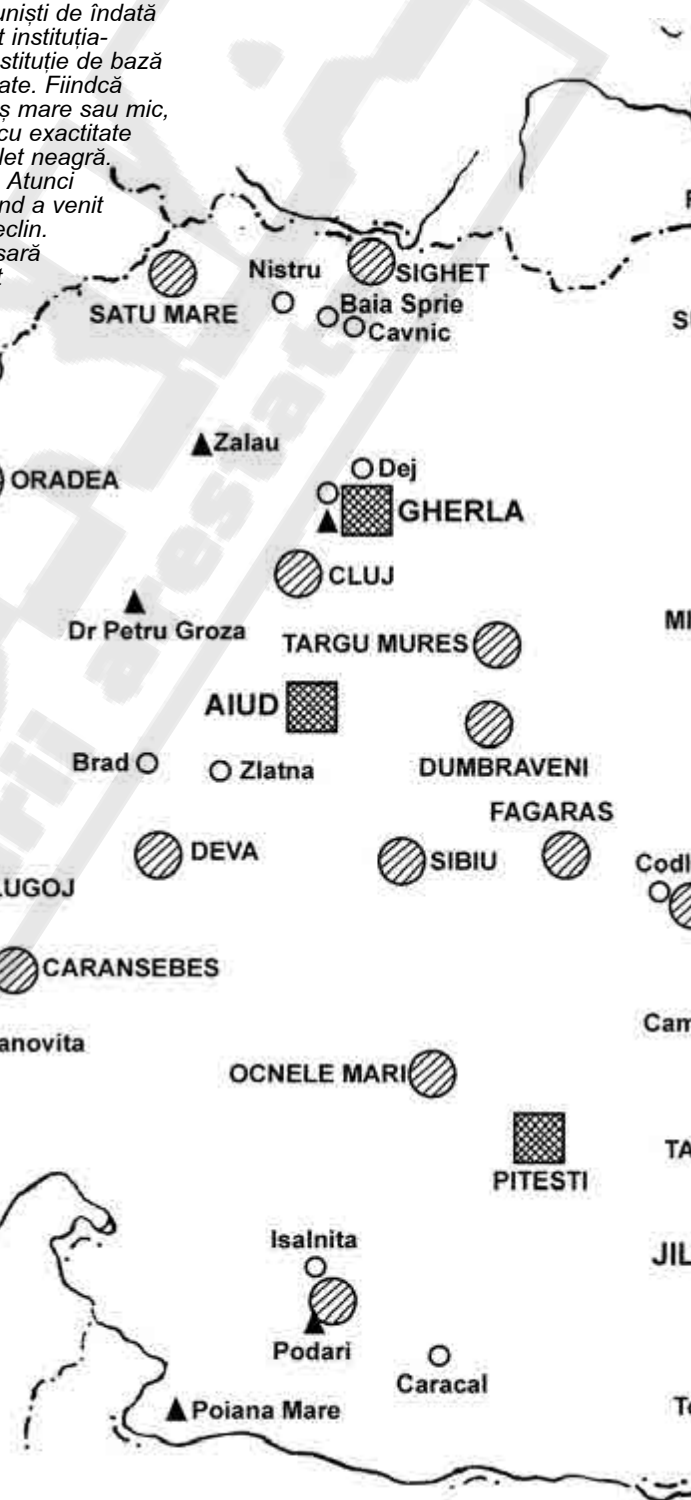 uniști de îndată
t instituția-
stituție de bază
ate. Fiindcă
ș mare sau mic,
cu exactitate
let neagră.
Atunci
nd a venit
eclin.
sară
t
Nistru
SIGHET
SATU MARE
Baia Sprie
Cavnic
Zalau
Dej
ORADEA
GHERLA
CLUJ
Dr Petru Groza
TARGU MURES
AIUD
Brad
Zlatna
DUMBRAVENI
FAGARAS
DEVA
SIBIU
Codl
LUGOJ
CARANSEBES
Cam
anovita
OCNELE MARI
TA
PITESTI
Isalnita
JIL
Podari
Caracal
Poiana Mare
arestat